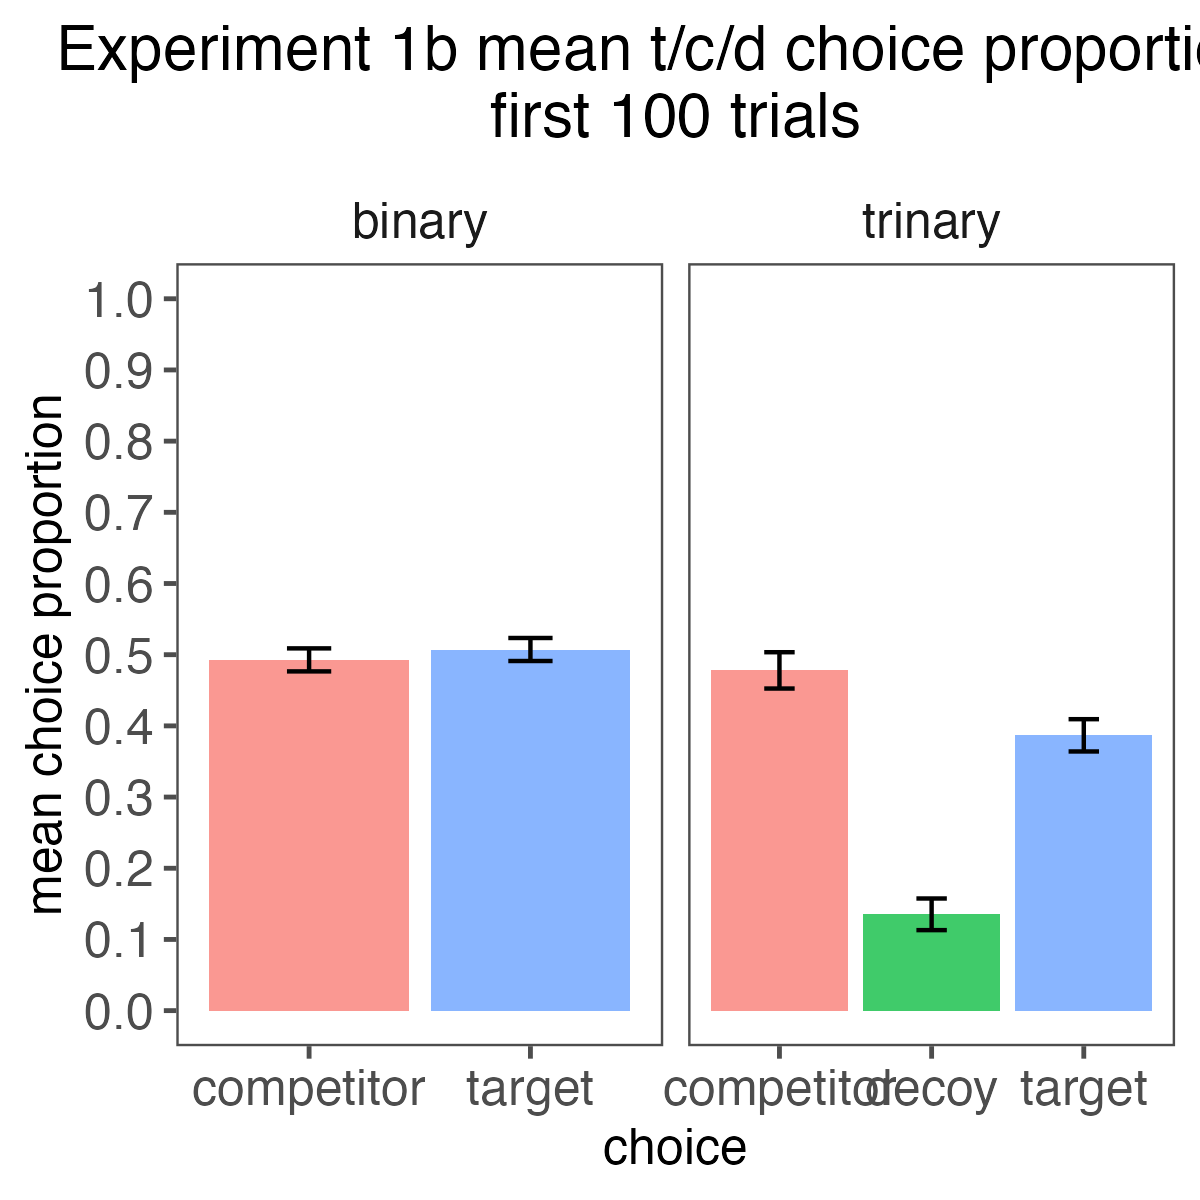 Experiment 1b mean t/c/d choice proporti
first 100 trials
binary
trinary
mean choice proportion
1.0
0.9
0.8
0.7
0.6
0.5
0.4
0.3
0.2
0.1
0.0
competitor target
competitor decoy target
choice